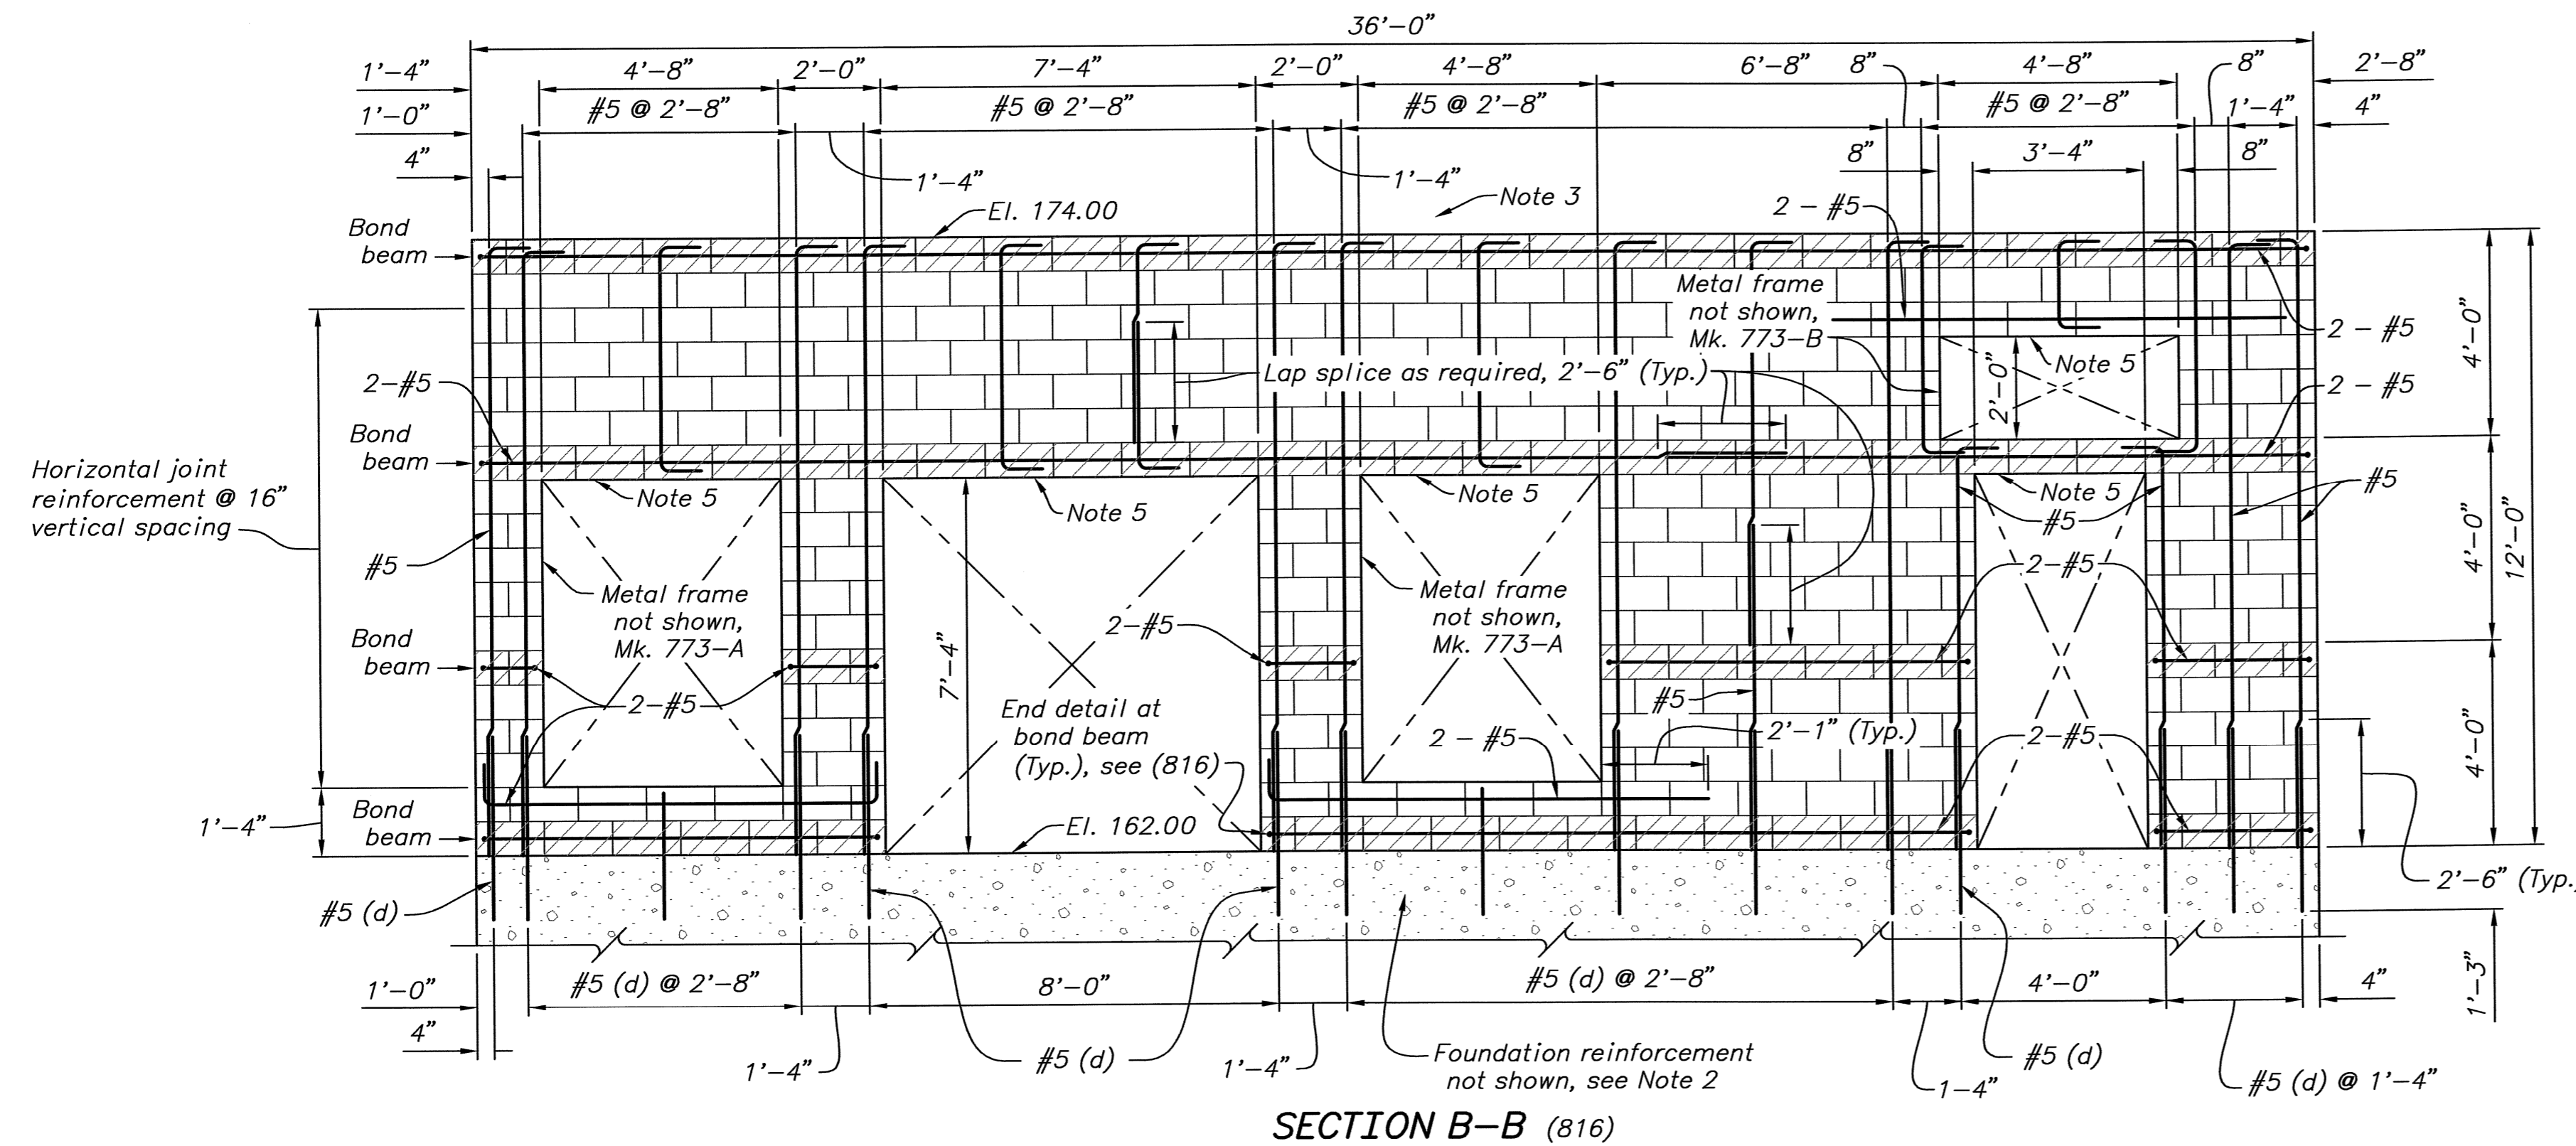 36'-0"
1'-4"
4'-8"
2'-0"
7'-4"
2'-0"
4'-8"
6'-8"
8"
4'-8"
8"
2'-8"
1'-0"
#5 @ 2'-8"
#5 @ 2'-8"
#5 @ 2'-8"
#5 @ 2'-8"
1'-4"
4"
4"
1'-4"
1'-4"
8"
3'-4"
8"
Note 3
2 - #5
El. 174.00
Bond
beam
Metal frame
not shown,
Mk. 773-B
2 - #5
Note 5
2'-0"
4'-0"
Lap splice as required, 2'-6" (Typ.)
2-#5
2 - #5
Bond
beam
Horizontal joint
reinforcement @ 16"
vertical spacing
Note 5
Note 5
Note 5
Note 5
#5
#5
#5
4'-0"
12'-0"
Metal frame
not shown,
Mk. 773-A
2-#5
Metal frame
not shown,
Mk. 773-A
2-#5
Bond
beam
7'-4"
2-#5
#5
End detail at
bond beam
(Typ.), see (816)
2 - #5
2'-1" (Typ.)
2-#5
4'-0"
1'-4"
Bond
beam
El. 162.00
2'-6" (Typ.
#5 (d)
1'-0"
#5 (d) @ 2'-8"
8'-0"
#5 (d) @ 2'-8"
4'-0"
4"
1'-3"
4"
1'-4"
#5 (d)
1'-4"
Foundation reinforcement
not shown, see Note 2
#5 (d)
1-4"
#5 (d) @ 1'-4"
SECTION B-B (816)